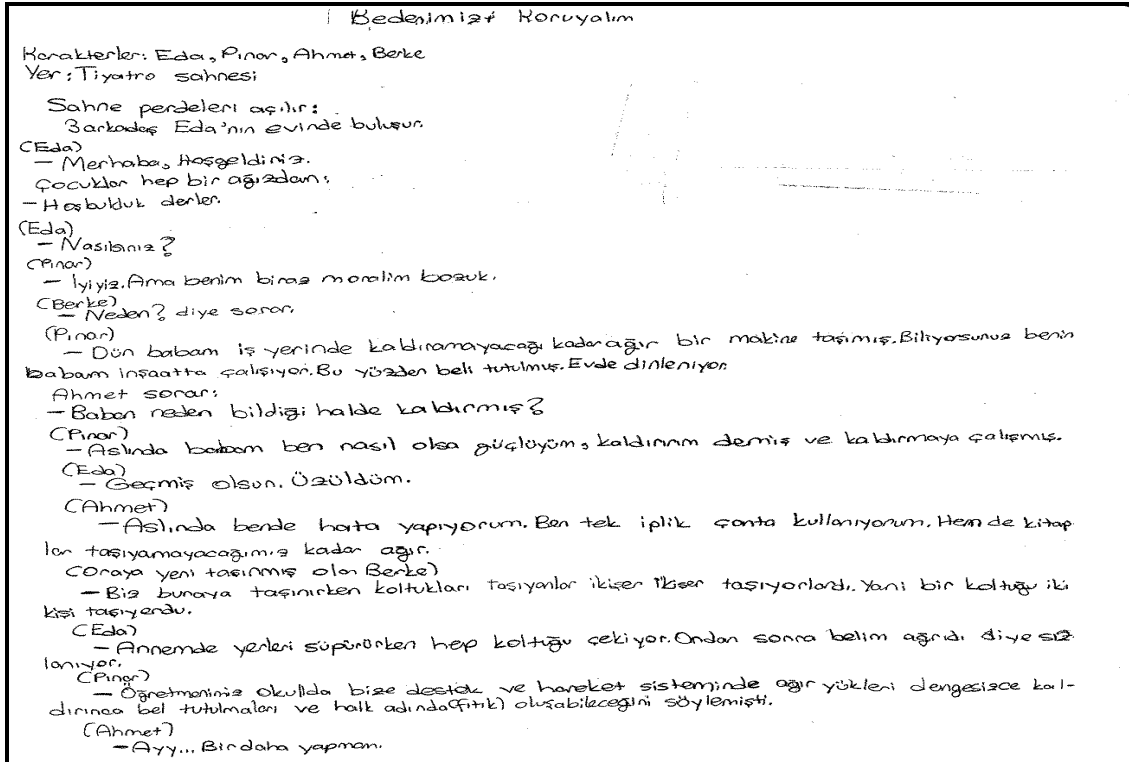 Bedenimizi Koruyalım
Karakterler: Eda, Pınar, Ahmet, Berke
Yer: Tiyatro sahnesi
Sahne perdeleri açılır:
3 arkadaş Eda'nın evinde buluşur.
(Eda)
- Merhaba, Hoşgeldiniz.
Çocuklar hep bir ağızdan:
- Hoşbulduk derler.
(Eda)
- Nasılsınız?
(Pınar)
- İyiyiz. Ama benim biraz moralim bozuk.
(Berke)
- Neden? diye sorar.
(Pınar)
- Dün babam iş yerinde kaldıramayacağı kadar ağır bir makine taşımış. Biliyorsunuz benim
babam inşaatta çalışıyor. Bu yüzden beli tutulmuş. Evde dinleniyor.
Ahmet sorar:
- Baban neden bildiği halde kaldırmış?
(Pınar)
- Aslında babam ben nasıl olsa güçlüyüm, kaldırırım demiş ve kaldırmaya çalışmış.
(Eda)
- Geçmiş olsun. Üzüldüm.
(Ahmet)
- Aslında bende hata yapıyorum. Ben tek iplik çanta kullanıyorum. Hem de kitap
lar taşıyamayacağımız kadar ağır.
(Oraya yeni taşınmış olan Berke)
- Biz buraya taşınırken koltukları taşıyanlar ikişer ikişer taşıyorlardı. Yani bir koltuğu iki
kişi taşıyordu.
(Eda)
- Annemde yerleri süpürürken hep koltuğu çekiyor. Ondan sonra belim ağrıdı diye sız
lanıyor.
(Pınar)
- Öğretmenimiz okulda bize destek ve hareket sisteminde ağır yükleri dengesizce kal-
dırınca bel tutulmaları ve halk adında (fıtık) oluşabileceğini söylemişti.
(Ahmet)
- Ayy... Bir daha yapmam.